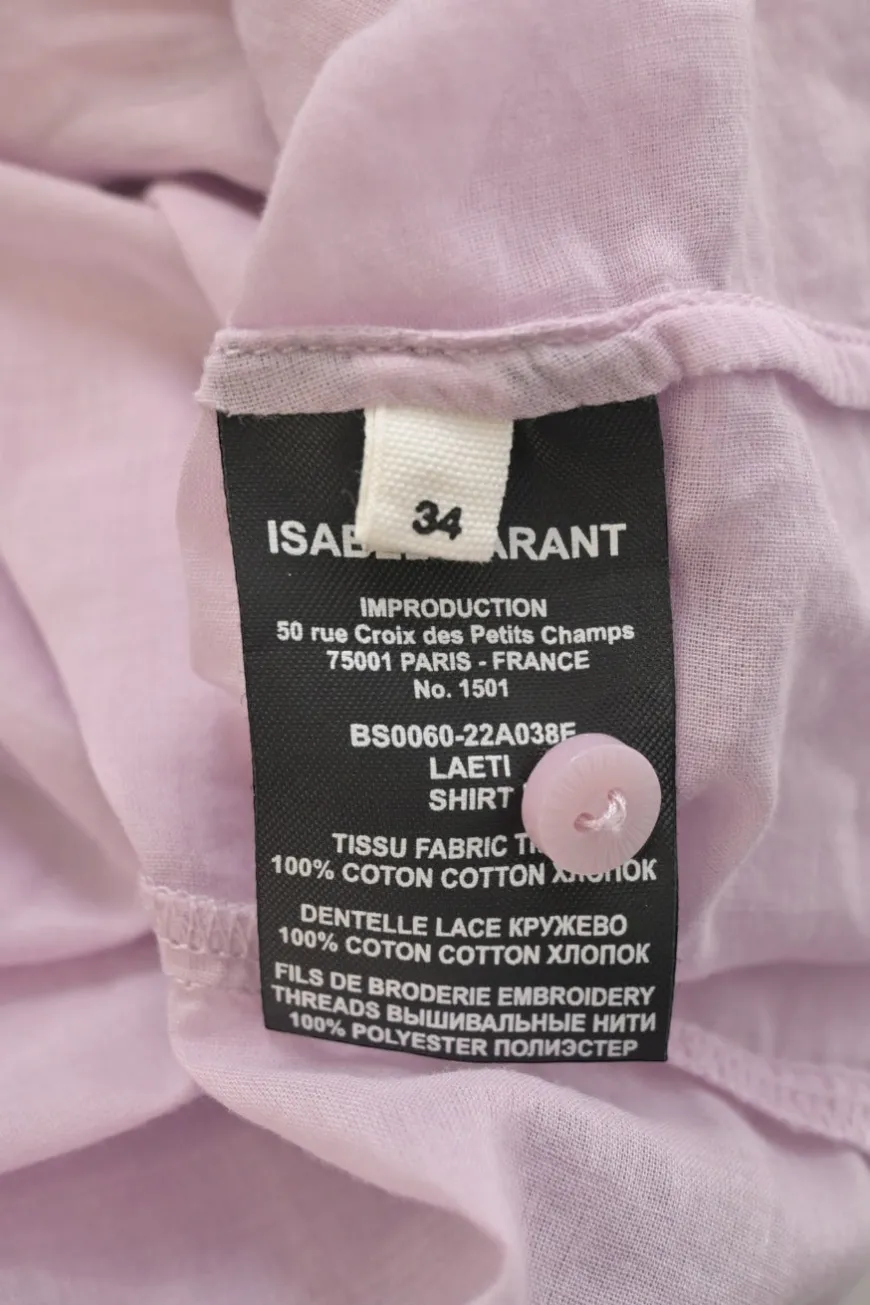 34
ARANT
IMPRODUCTION
50 rue Croix des Petits Champs
75001 PARIS - FRANCE
No. 1501
BS0060-22A038E
LAETI
SHIRT
TISSU FABRIC
100% COTON COTTON ХЛОПОК
DENTELLE LACE КРУЖЕВО
100% COTON COTTON ХЛОПОК
FILS DE BRODERIE EMBROIDERY
THREADS ВЫШИВАЛЬНЫЕ НИТИ
100% POLYESTER ПОЛИЭСТЕР